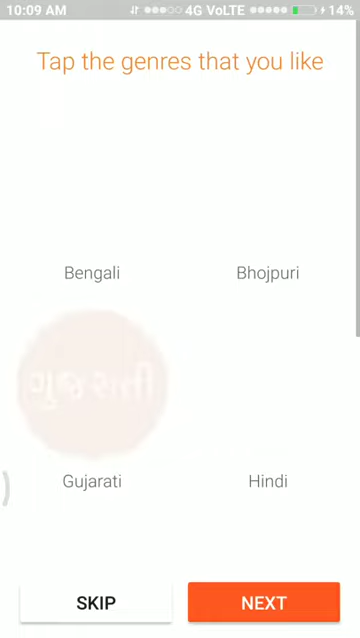 10:09 AM 4G VoLTE 14%
Tap the genres that you like
Bengali Bhojpuri
ગુજરાતી
Gujarati Hindi
SKIP NEXT